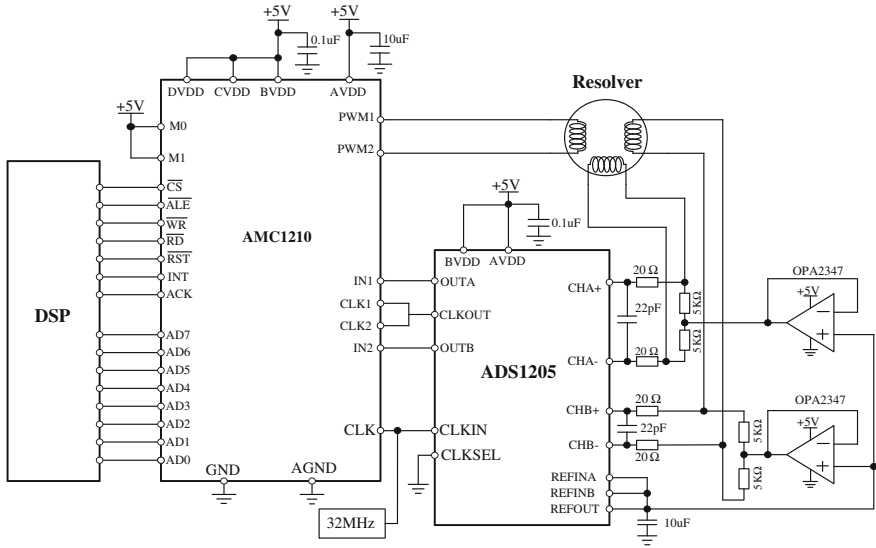 +5V +5V
0.1uF 10uF
DVDD CVDD BVDD AVDD
Resolver
+5V
M0
M1
PWM1
PWM2
CS
ALE
WR
RD
RST
INT
ACK
AMC1210
DSP
AD7
AD6
AD5
AD4
AD3
AD2
AD1
AD0
IN1
CLK1
CLK2
IN2
CLK
GND AGND
32MHz
+5V
0.1uF
BVDD AVDD
OUTA
CLKOUT
OUTB
ADS1205
CLKIN
CLKSEL
CHA+
CHA-
CHB+
CHB-
REFINA
REFINB
REFOUT
20 Ω
22pF
20 Ω
5KΩ
5KΩ
20 Ω
22pF
20Ω
5KΩ
5KΩ
10uF
OPA2347
+5V
−
+
OPA2347
+5V
−
+